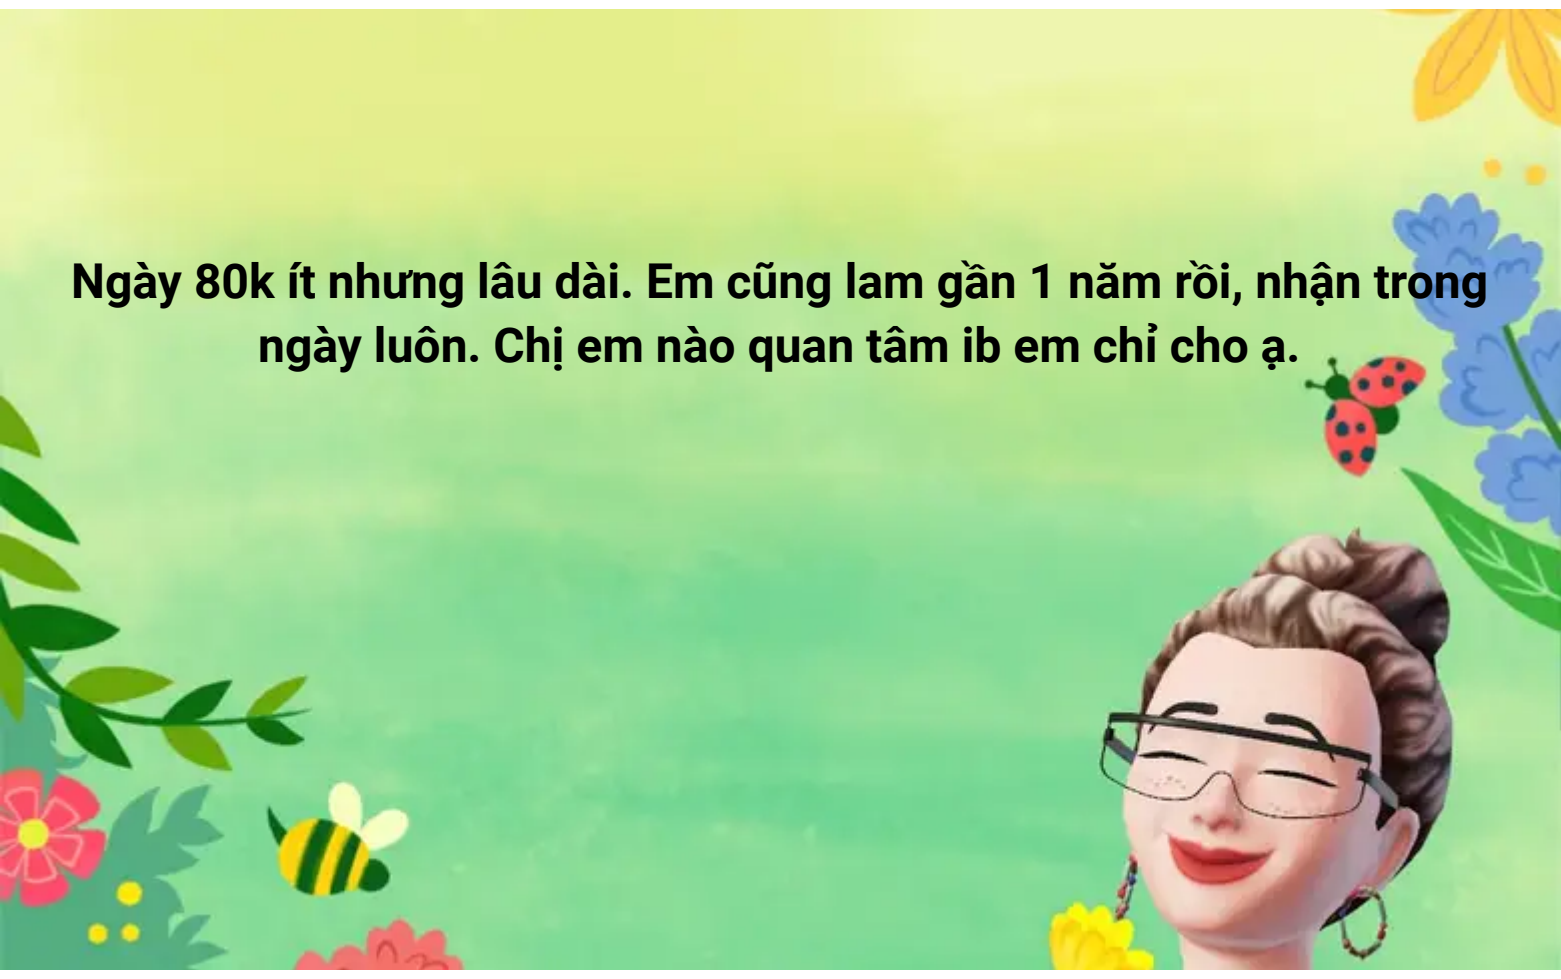 Ngày 80k ít nhưng lâu dài. Em cũng lam gần 1 năm rồi, nhận trong
ngày luôn. Chị em nào quan tâm ib em chỉ cho ạ.